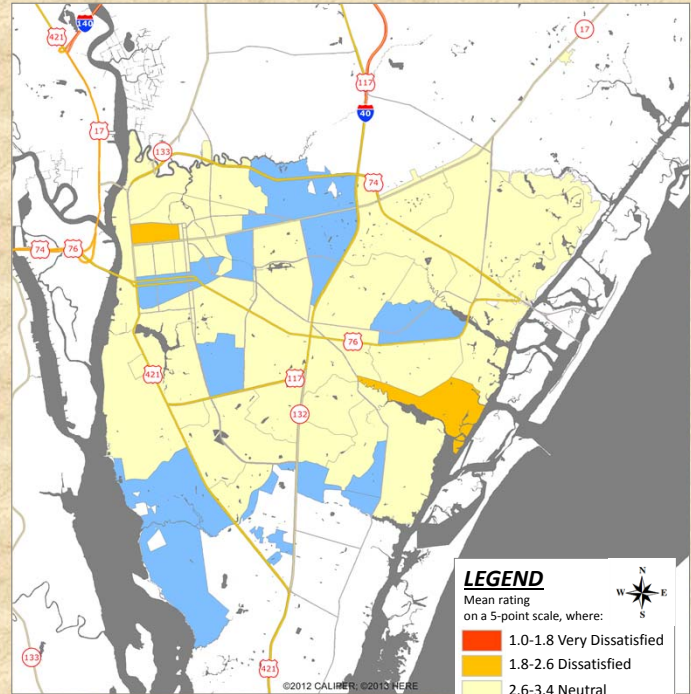 140
421
17
117
17
40
133
74
74
76
76
421
117
132
133
421
©2012 CALIPER; ©2013 HERE
LEGEND
Mean rating
on a 5-point scale, where:
N
W E
S
1.0-1.8 Very Dissatisfied
1.8-2.6 Dissatisfied
2.6-3.4 Neutral